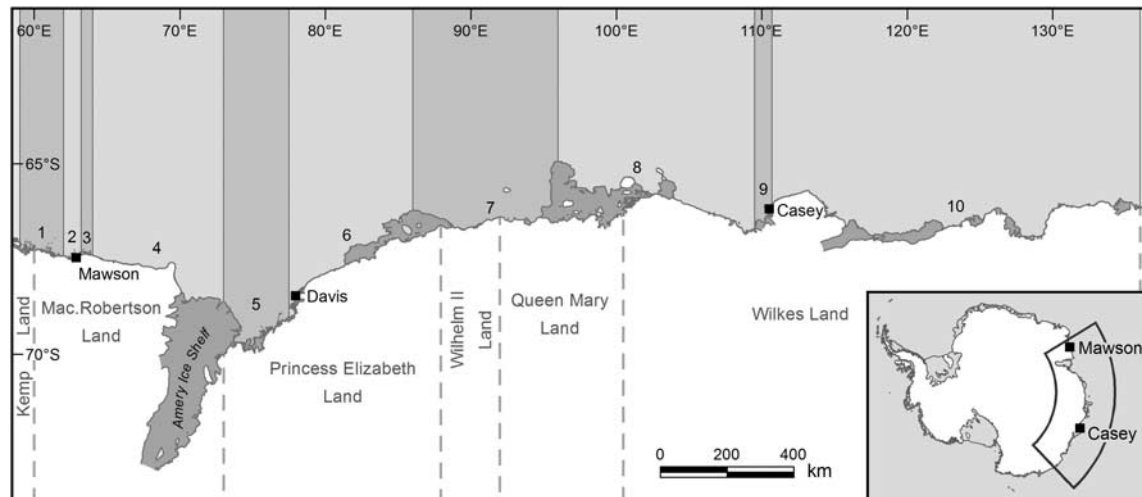 60°E 70°E 80°E 90°E 100°E 110°E 120°E 130°E
65°S
70°S
1
2
3
4
5
6
7
8
9
10
Mawson
Davis
Casey
Kemp Land
Mac.Robertson
Land
Amery Ice Shelf
Princess Elizabeth
Land
Wilhelm II
Land
Queen Mary
Land
Wilkes Land
0 200 400
km
Mawson
Casey